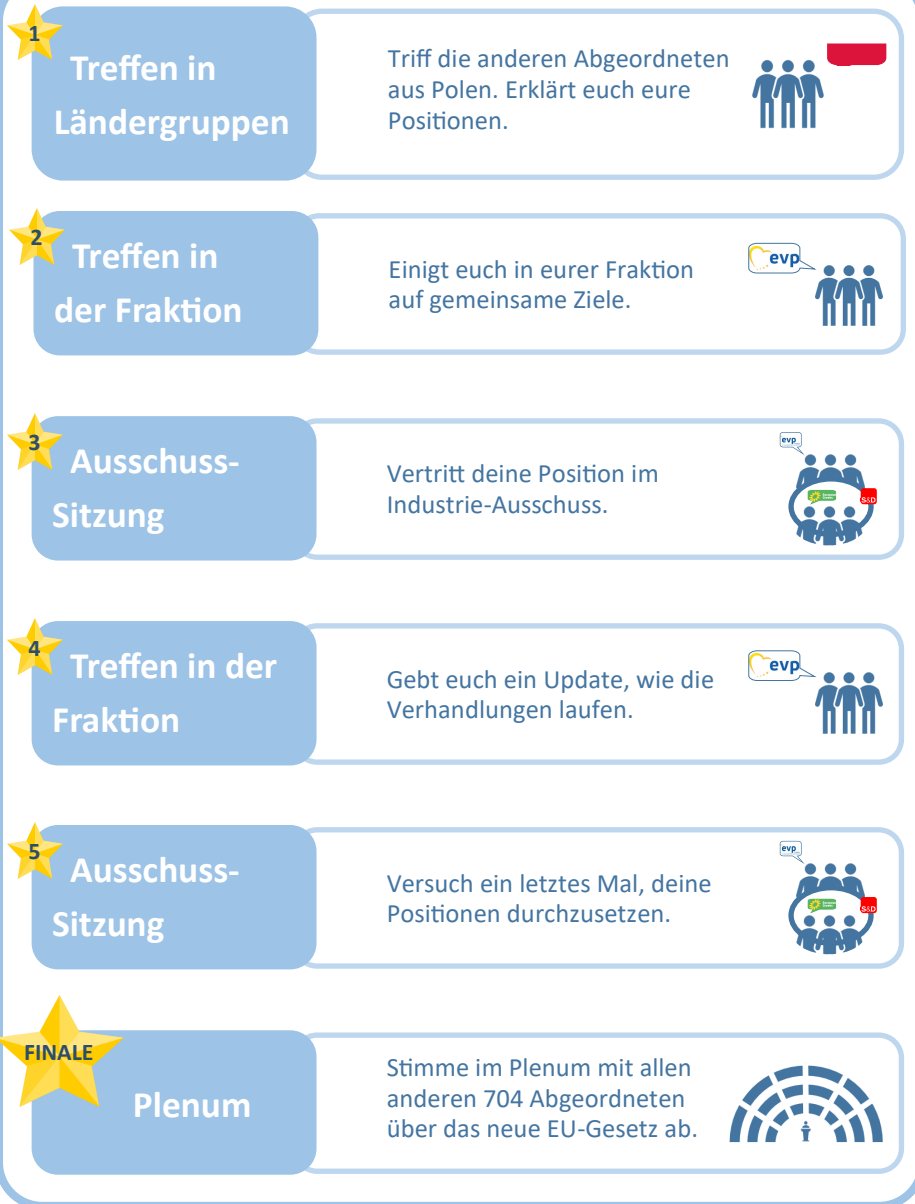 1
Treffen in
Ländergruppen
Triff die anderen Abgeordneten
aus Polen. Erklärt euch eure
Positionen.
2
Treffen in
der Fraktion
Einigt euch in eurer Fraktion
auf gemeinsame Ziele.
evp
3
Ausschuss-
Sitzung
Vertritt deine Position im
Industrie-Ausschuss.
evp
S&D
4
Treffen in der
Fraktion
Gebt euch ein Update, wie die
Verhandlungen laufen.
evp
5
Ausschuss-
Sitzung
Versuch ein letztes Mal, deine
Positionen durchzusetzen.
evp
S&D
FINALE
Plenum
Stimme im Plenum mit allen
anderen 704 Abgeordneten
über das neue EU-Gesetz ab.